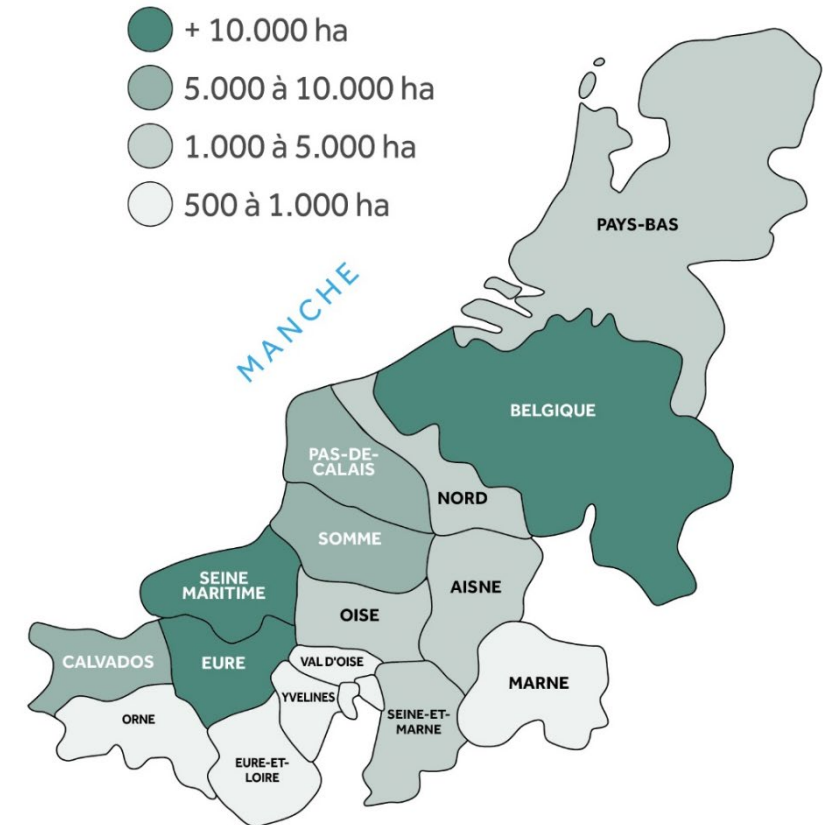 + 10.000 ha
5.000 à 10.000 ha
1.000 à 5.000 ha
500 à 1.000 ha
PAYS-BAS
MANCHE
BELGIQUE
PAS-DE-
CALAIS
NORD
SOMME
SEINE
MARITIME
AISNE
OISE
CALVADOS
EURE
VAL D'OISE
MARNE
YVELINES
ORNE
SEINE-ET-
MARNE
EURE-ET-
LOIRE